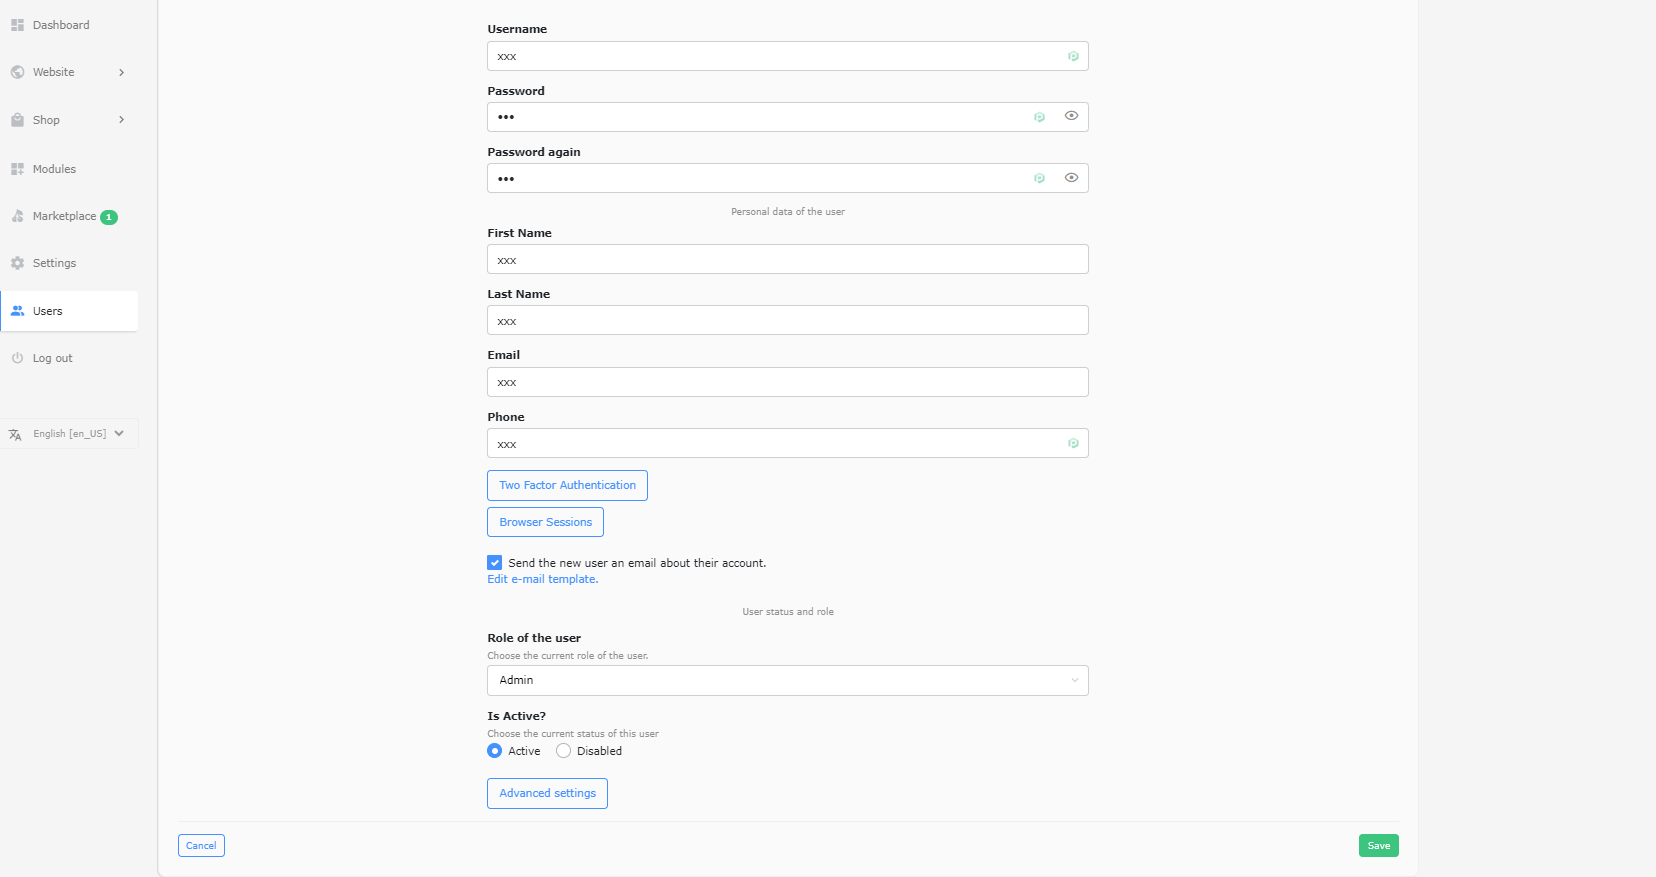 Dashboard
Website
Shop
Modules
Marketplace 1
Settings
Users
Log out
English [en_US]
Username
xxx
Password
•••
Password again
•••
Personal data of the user
First Name
xxx
Last Name
xxx
Email
xxx
Phone
xxx
Two Factor Authentication
Browser Sessions
Send the new user an email about their account.
Edit e-mail template.
User status and role
Role of the user
Choose the current role of the user.
Admin
Is Active?
Choose the current status of this user
Active Disabled
Advanced settings
Cancel Save